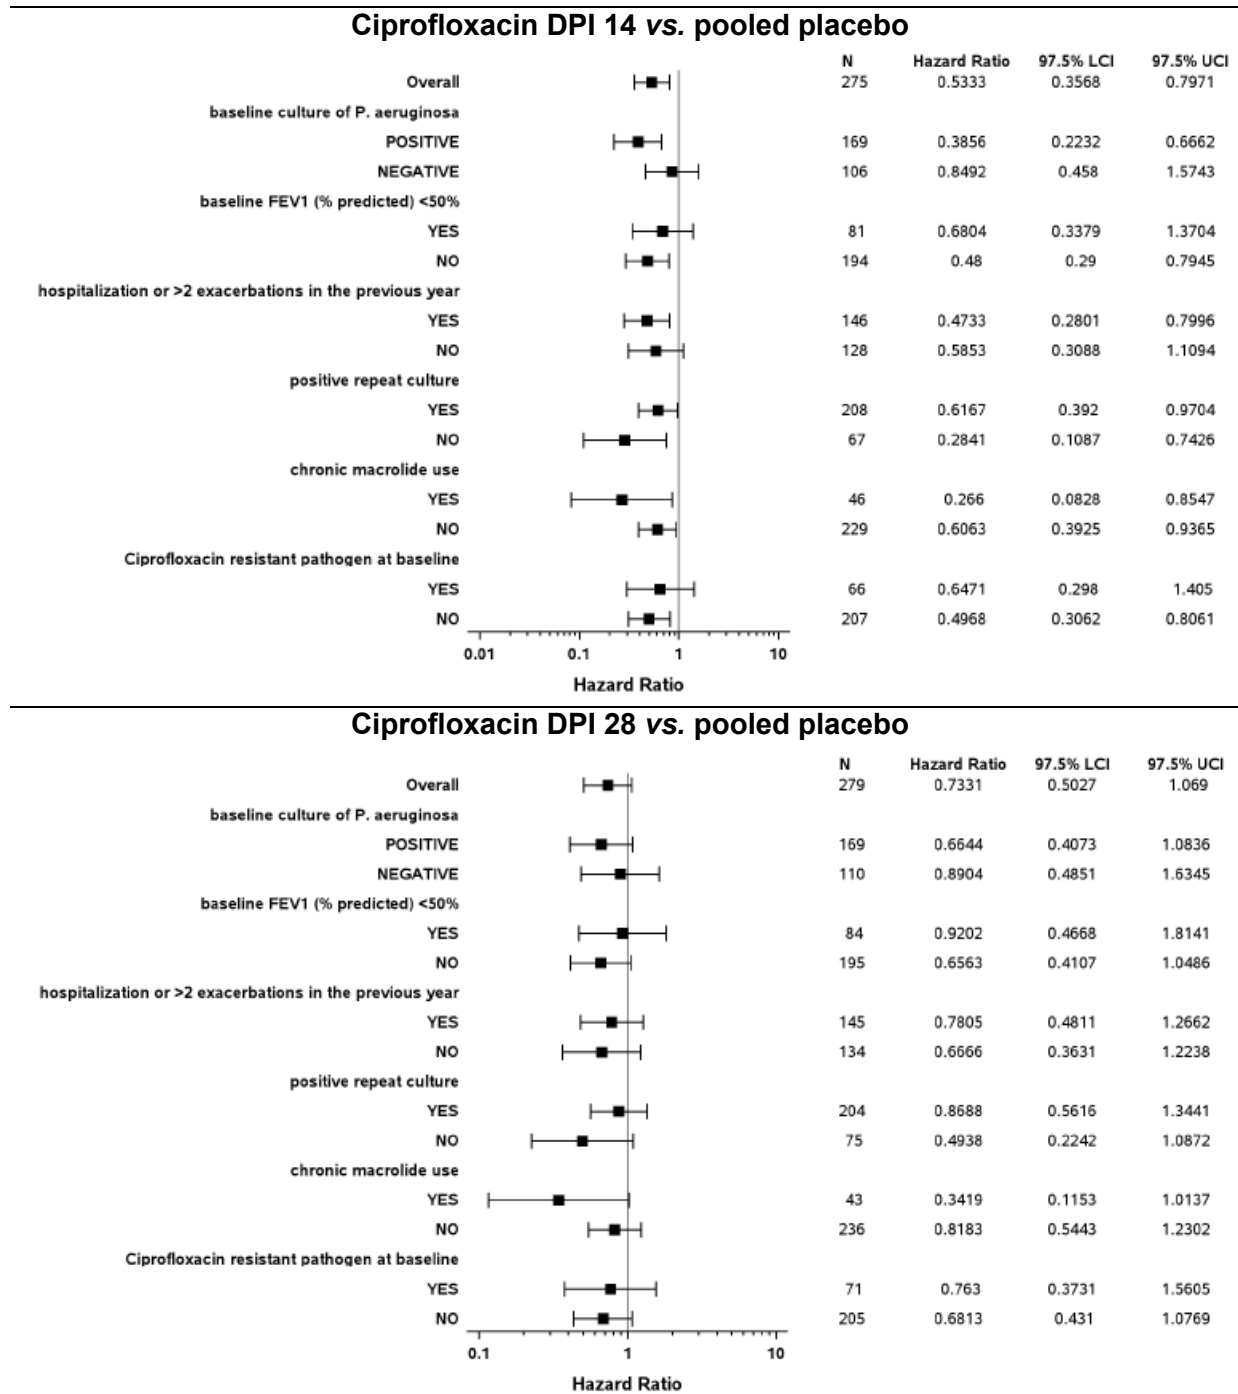 Ciprofloxacin DPI 14 vs. pooled placebo
N Hazard Ratio 97.5% LCI 97.5% UCI
Overall 275 0.5333 0.3568 0.7971
baseline culture of P. aeruginosa
POSITIVE 169 0.3856 0.2232 0.6662
NEGATIVE 106 0.8492 0.458 1.5743
baseline FEV1 (% predicted) <50%
YES 81 0.6804 0.3379 1.3704
NO 194 0.48 0.29 0.7945
hospitalization or >2 exacerbations in the previous year
YES 146 0.4733 0.2801 0.7996
NO 128 0.5853 0.3088 1.1094
positive repeat culture
YES 208 0.6167 0.392 0.9704
NO 67 0.2841 0.1087 0.7426
chronic macrolide use
YES 46 0.266 0.0828 0.8547
NO 229 0.6063 0.3925 0.9365
Ciprofloxacin resistant pathogen at baseline
YES 66 0.6471 0.298 1.405
NO 207 0.4968 0.3062 0.8061
0.01 0.1 1 10
Hazard Ratio
Ciprofloxacin DPI 28 vs. pooled placebo
N Hazard Ratio 97.5% LCI 97.5% UCI
Overall 279 0.7331 0.5027 1.069
baseline culture of P. aeruginosa
POSITIVE 169 0.6644 0.4073 1.0836
NEGATIVE 110 0.8904 0.4851 1.6345
baseline FEV1 (% predicted) <50%
YES 84 0.9202 0.4668 1.8141
NO 195 0.6563 0.4107 1.0486
hospitalization or >2 exacerbations in the previous year
YES 145 0.7805 0.4811 1.2662
NO 134 0.6666 0.3631 1.2238
positive repeat culture
YES 204 0.8688 0.5616 1.3441
NO 75 0.4938 0.2242 1.0872
chronic macrolide use
YES 43 0.3419 0.1153 1.0137
NO 236 0.8183 0.5443 1.2302
Ciprofloxacin resistant pathogen at baseline
YES 71 0.763 0.3731 1.5605
NO 205 0.6813 0.431 1.0769
0.1 1 10
Hazard Ratio